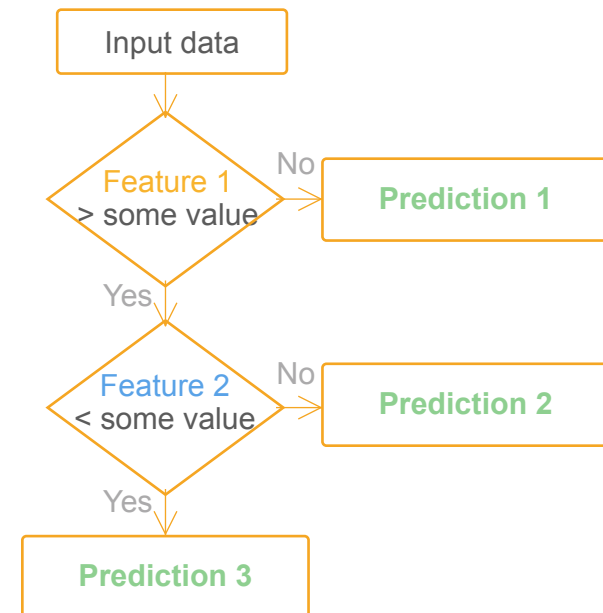 Input data
Feature 1
> some value
No
Prediction 1
Yes
Feature 2
< some value
No
Prediction 2
Yes
Prediction 3